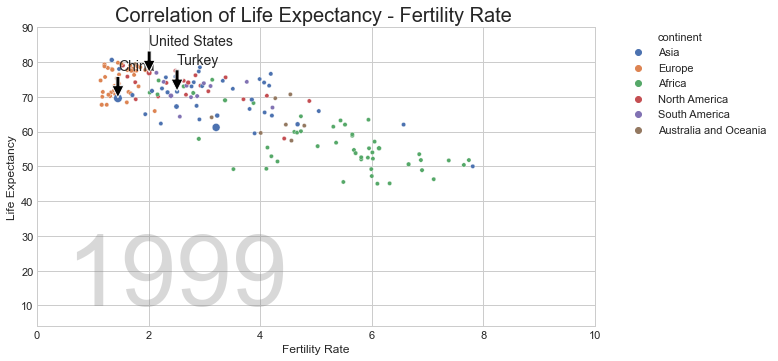 Correlation of Life Expectancy - Fertility Rate
90
80
70
60
50
40
30
20
10
Life Expectancy
United States
Turkey
China
1999
0
2
4
6
8
10
Fertility Rate
continent
Asia
Europe
Africa
North America
South America
Australia and Oceania